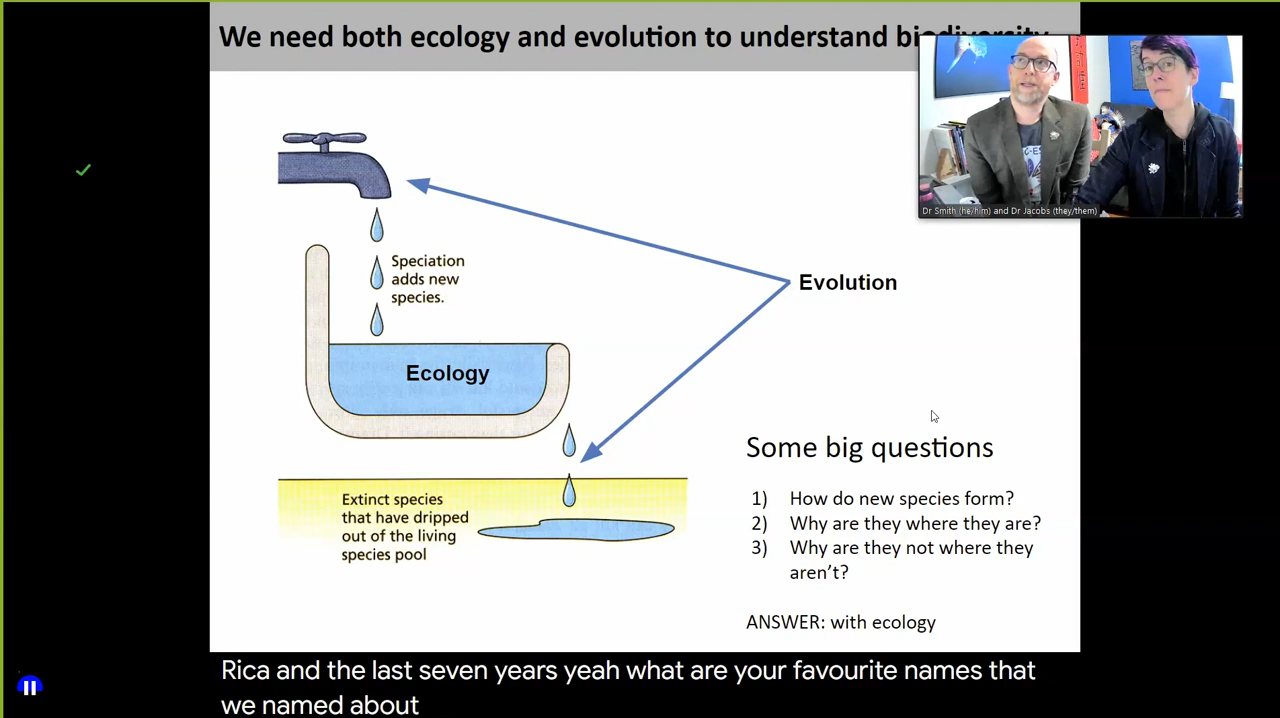 We need both ecology and evolution to understand biodiversity
Dr Smith (he/him) and Dr Jacobs (they/them)
Speciation
adds new
species.
Evolution
Ecology
Some big questions
Extinct species
that have dripped
out of the living
species pool
1) How do new species form?
2) Why are they where they are?
3) Why are they not where they
aren't?
ANSWER: with ecology
Rica and the last seven years yeah what are your favourite names that
we named about